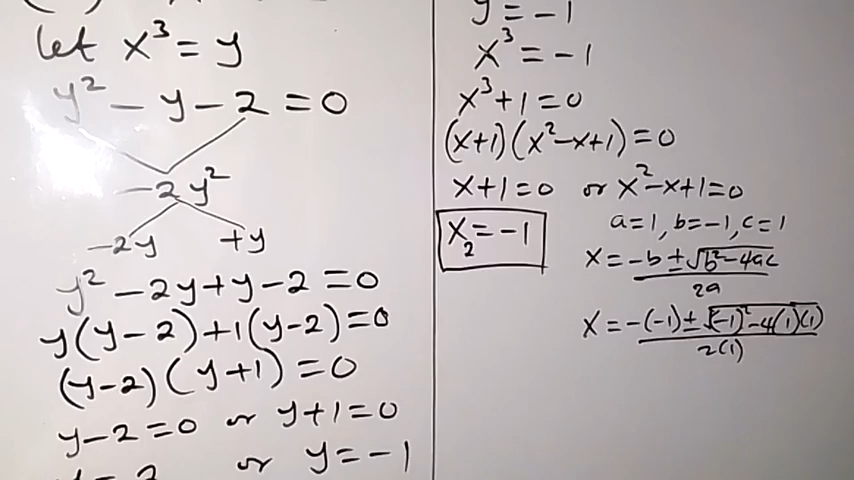 let x³ = y
y² - y - 2 = 0
-2y²
-2y +y
y² - 2y + y - 2 = 0
y(y-2) + 1(y-2) = 0
(y-2)(y+1) = 0
y-2=0 or y+1=0
y = 2 or y = -1
y = -1
x³ = -1
x³+1=0
(x+1)(x²-x+1)=0
x+1=0 or x²-x+1=0
x₂ = -1
a=1, b=-1, c=1
x = -b ± √b²-4ac
2a
x = -(-1) ± √(-1)²-4(1)(1)
2(1)